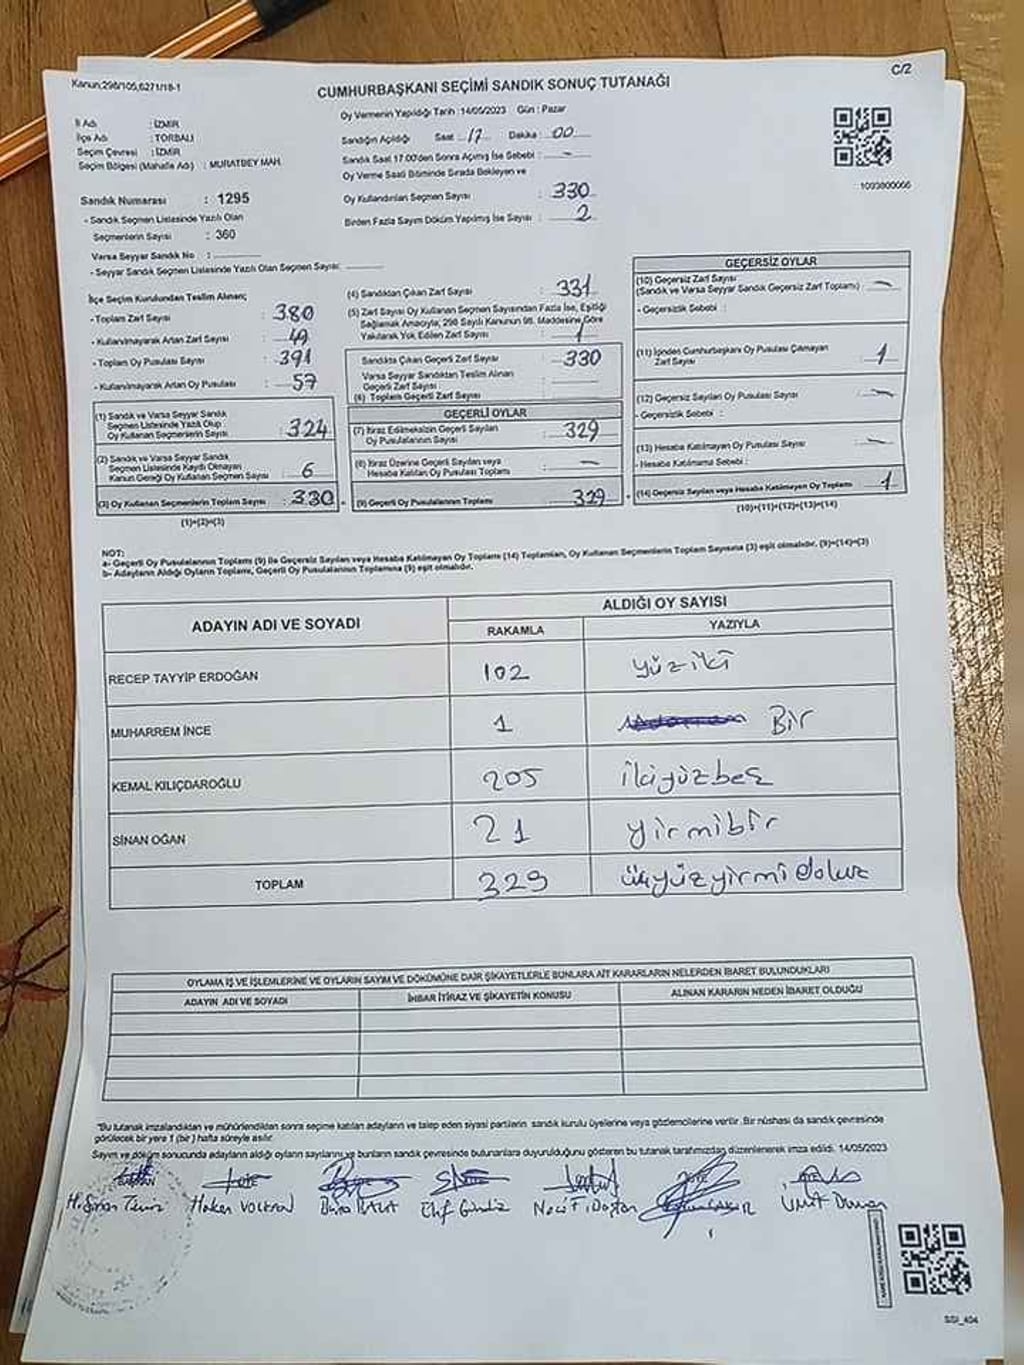 Kanun;298/105,6271/18-1
C/2
CUMHURBAŞKANI SEÇİMİ SANDIK SONUÇ TUTANAĞI
Oy Vermenin Yapıldığı Tarih : 14/05/2023 Gün : Pazar
İl Adı : İZMİR
İlçe Adı : TORBALI
Seçim Çevresi : İZMİR
Seçim Bölgesi (Mahalle Adı) : MURATBEY MAH.
Sandığın Açıldığı Saat : 17 Dakika : 00
Sandık Saat 17.00'den Sonra Açımış İse Sebebi : -
Oy Verme Saati Bitiminde Sırada Bekleyen ve
Oy Kullandırılan Seçmen Sayısı : 330
Birden Fazla Sayım Döküm Yapılmış İse Sayısı : 2
1093800066
Sandık Numarası : 1295
- Sandık Seçmen Listesinde Yazılı Olan
Seçmenlerin Sayısı : 360
Varsa Seyyar Sandık No :
- Seyyar Sandık Seçmen Listesinde Yazılı Olan Seçmen Sayısı:
İlçe Seçim Kurulundan Teslim Alınan;
- Toplam Zarf Sayısı : 380
- Kullanılmayarak Artan Zarf Sayısı : 49
- Toplam Oy Pusulası Sayısı : 391
- Kullanılmayarak Artan Oy Pusulası : 57
(1) Sandık ve Varsa Seyyar Sandık
Seçmen Listesinde Yazılı Olup
Oy Kullanan Seçmenlerin Sayısı : 324
(2) Sandık ve Varsa Seyyar Sandık
Seçmen Listesinde Kaydı Olmayan
Kanun Gereği Oy Kullanan Seçmen Sayısı : 6
(3) Oy Kullanan Seçmenlerin Toplam Sayısı : 330
(1)+(2)=(3)
(4) Sandıktan Çıkan Zarf Sayısı : 331
(5) Zarf Sayısı Oy Kullanan Seçmen Sayısından Fazla İse, Eşitliği
Sağlamak Amacıyla, 298 Sayılı Kanunun 98. Maddesine Göre
Yakılarak Yok Edilen Zarf Sayısı : 1
Sandıkta Çıkan Geçerli Zarf Sayısı : 330
Varsa Seyyar Sandıktan Teslim Alınan
Geçerli Zarf Sayısı :
(6) Toplam Geçerli Zarf Sayısı :
GEÇERLİ OYLAR
(7) İtiraz Edilmeksizin Geçerli Sayılan
Oy Pusulalarının Sayısı : 329
(8) İtiraz Üzerine Geçerli Sayılan veya
Hesaba Katılan Oy Pusulası Toplamı : -
(9) Geçerli Oy Pusulalarının Toplamı : 329
GEÇERSİZ OYLAR
(10) Geçersiz Zarf Sayısı
(Sandık ve Varsa Seyyar Sandık Geçersiz Zarf Toplamı) : -
- Geçersizlik Sebebi :
(11) İçinden Cumhurbaşkanı Oy Pusulası Çıkmayan
Zarf Sayısı : 1
(12) Geçersiz Sayılan Oy Pusulası Sayısı : -
- Geçersizlik Sebebi :
(13) Hesaba Katılmayan Oy Pusulası Sayısı : -
- Hesaba Katılmama Sebebi :
(14) Geçersiz Sayılan veya Hesaba Katılmayan Oy Toplamı : 1
(10)+(11)+(12)+(13)=(14)
NOT:
a- Geçerli Oy Pusulalarının Toplamı (9) ile Geçersiz Sayılan veya Hesaba Katılmayan Oy Toplamı (14) Toplamları, Oy Kullanan Seçmenlerin Toplam Sayısına (3) eşit olmalıdır. (9)+(14)=(3)
b- Adayların Aldığı Oyların Toplamı, Geçerli Oy Pusulalarının Toplamına (9) eşit olmalıdır.
ADAYIN ADI VE SOYADI
ALDIĞI OY SAYISI
RAKAMLA YAZIYLA
RECEP TAYYİP ERDOĞAN 102 yüziki
MUHARREM İNCE 1 Bir
KEMAL KILIÇDAROĞLU 205 ikiyüzbeş
SİNAN OĞAN 21 yirmibir
TOPLAM 329 üçyüzyirmidokuz
OYLAMA İŞ VE İŞLEMLERİNE VE OYLARIN SAYIM VE DÖKÜMÜNE DAİR ŞİKAYETLERLE BUNLARA AİT KARARLARIN NELERDEN İBARET BULUNDUKLARI
ADAYIN ADI VE SOYADI İHBAR İTİRAZ VE ŞİKAYETİN KONUSU ALINAN KARARIN NEDEN İBARET OLDUĞU
"Bu tutanak imzalandıktan ve mühürlendikten sonra seçime katılan adayların ve talep eden siyasi partilerin sandık kurulu üyelerine veya gözlemcilerine verilir. Bir nüshası da sandık çevresinde
görülecek bir yere 1 (bir) hafta süreyle asılır.
Sayım ve döküm sonucunda adayların aldığı oyların sayılarını ve bunların sandık çevresinde bulunanlara duyurulduğunu gösteren bu tutanak tarafımızdan düzenlenerek imza edildi. 14/05/2023
Elif Gündüz
Ümit Duman